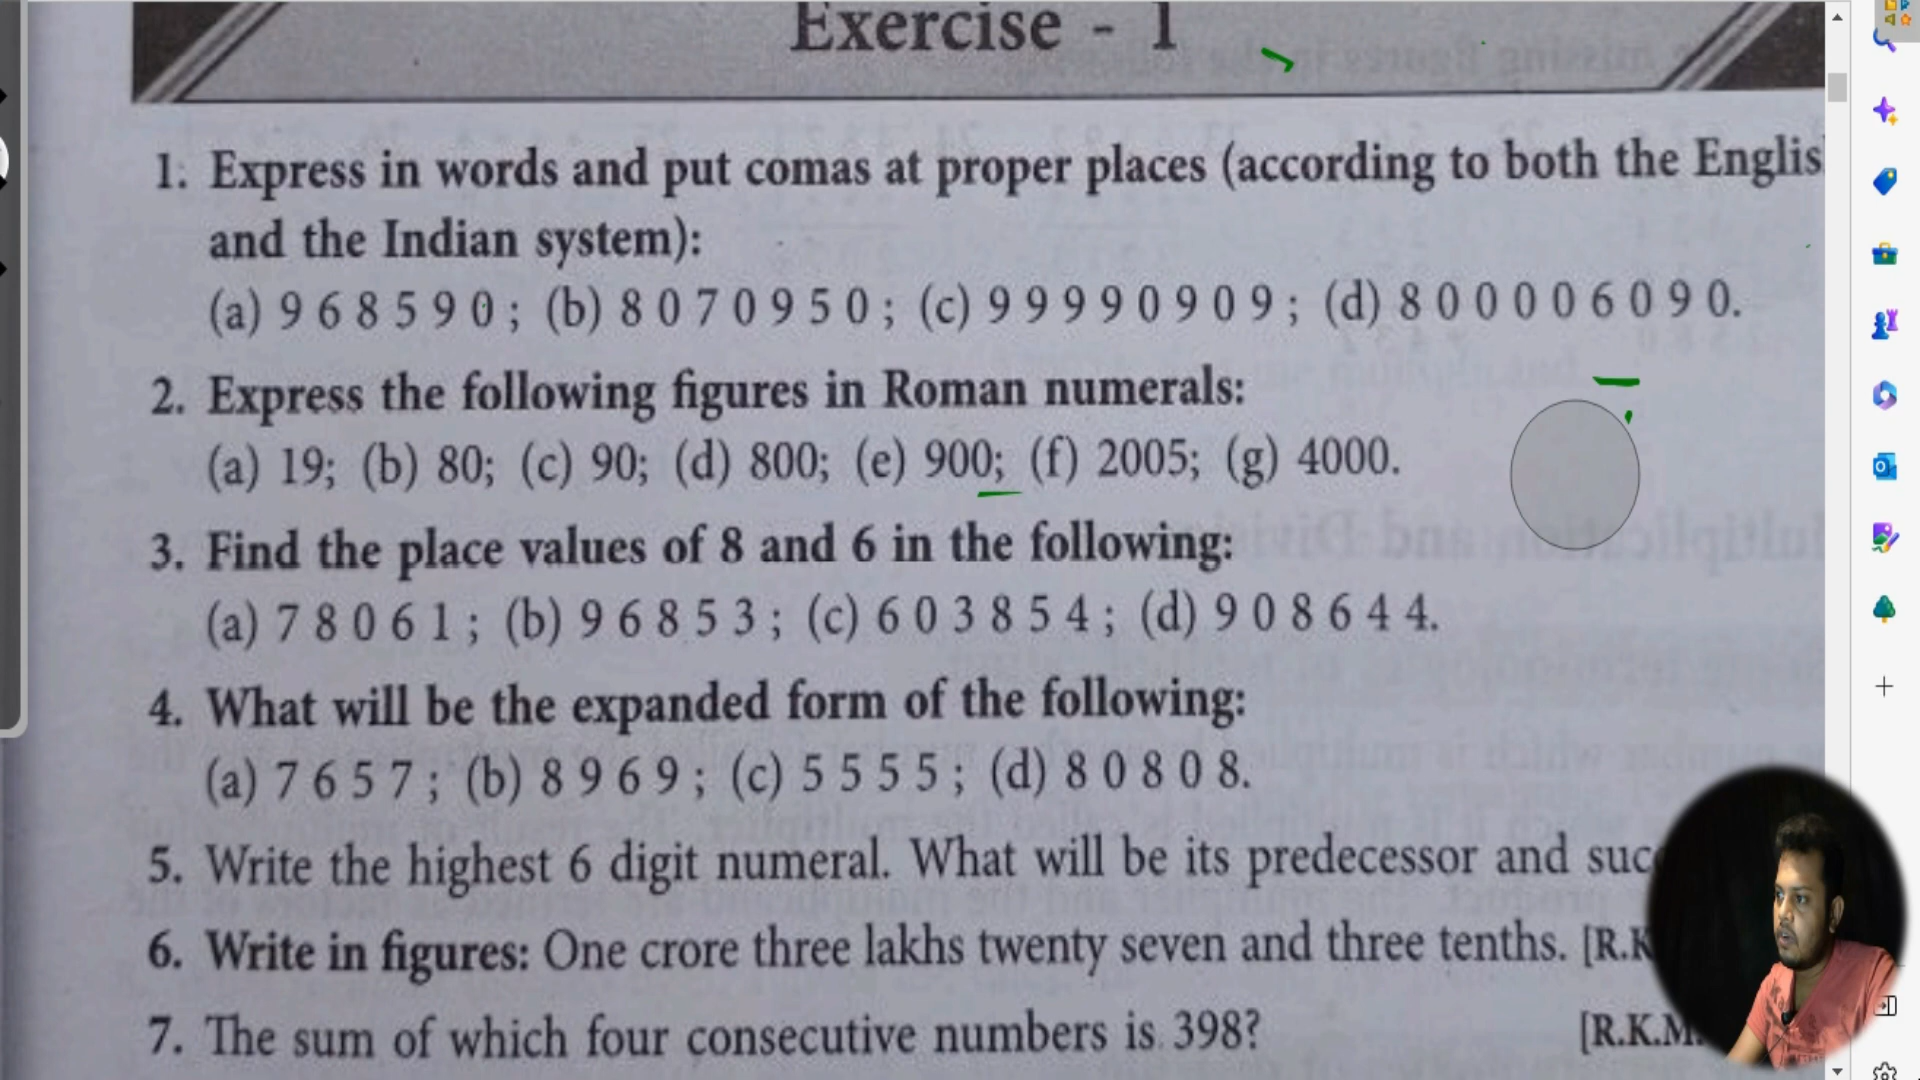 Exercise - 1
1. Express in words and put comas at proper places (according to both the Englis
and the Indian system):
(a) 9 6 8 5 9 0 ; (b) 8 0 7 0 9 5 0 ; (c) 9 9 9 9 0 9 0 9 ; (d) 8 0 0 0 0 6 0 9 0.
2. Express the following figures in Roman numerals:
(a) 19; (b) 80; (c) 90; (d) 800; (e) 900; (f) 2005; (g) 4000.
3. Find the place values of 8 and 6 in the following:
(a) 7 8 0 6 1 ; (b) 9 6 8 5 3 ; (c) 6 0 3 8 5 4 ; (d) 9 0 8 6 4 4.
4. What will be the expanded form of the following:
(a) 7 6 5 7 ; (b) 8 9 6 9 ; (c) 5 5 5 5 ; (d) 8 0 8 0 8.
5. Write the highest 6 digit numeral. What will be its predecessor and suc
6. Write in figures: One crore three lakhs twenty seven and three tenths. [R.K
7. The sum of which four consecutive numbers is 398? [R.K.M.